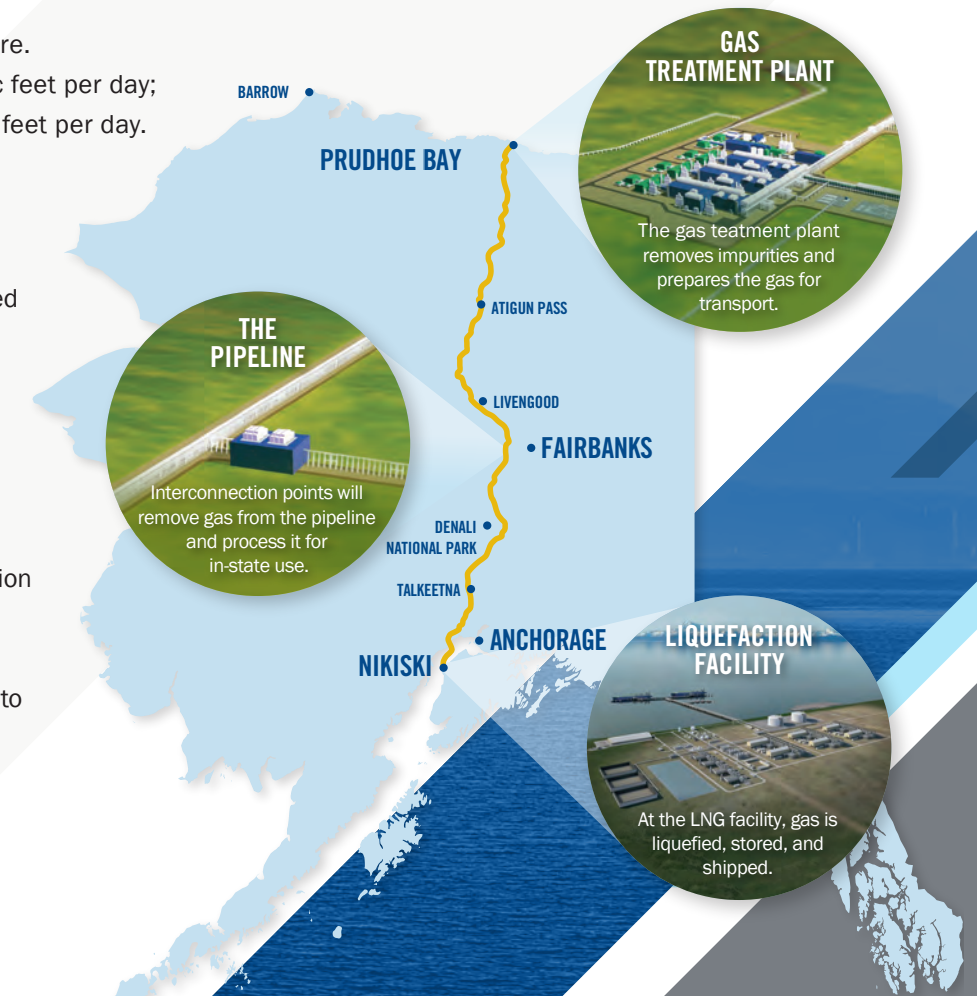 re.
c feet per day;
feet per day.
ed
tion
to
BARROW
PRUDHOE BAY
GAS
TREATMENT PLANT
The gas teatment plant
removes impurities and
prepares the gas for
transport.
ATIGUN PASS
THE
PIPELINE
Interconnection points will
remove gas from the pipeline
and process it for
in-state use.
LIVENGOOD
FAIRBANKS
DENALI
NATIONAL PARK
TALKEETNA
ANCHORAGE
NIKISKI
LIQUEFACTION
FACILITY
At the LNG facility, gas is
liquefied, stored, and
shipped.